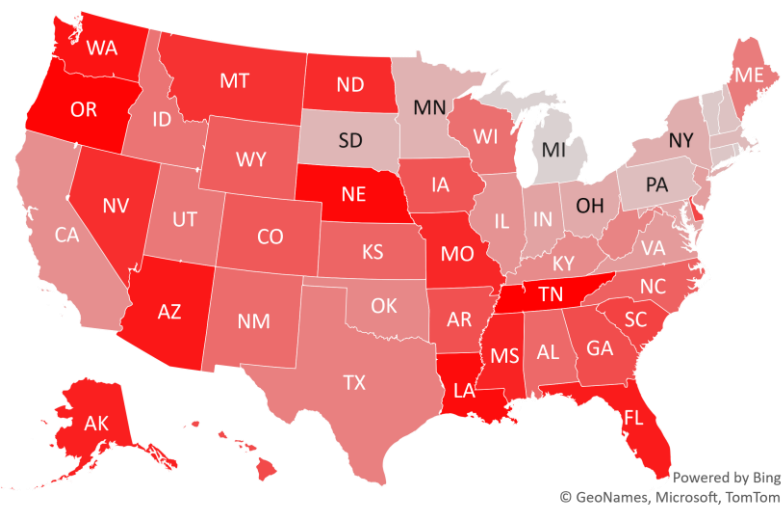 WA
ME
MT
ND
MN
OR
ID
WI
SD
MI
NY
WY
IA
PA
NE
NV
IL
IN
OH
UT
CA
CO
VA
KS
MO
KY
NC
TN
OK
AZ
NM
AR
SC
MS
AL
GA
TX
LA
FL
AK
Powered by Bing
© GeoNames, Microsoft, TomTom